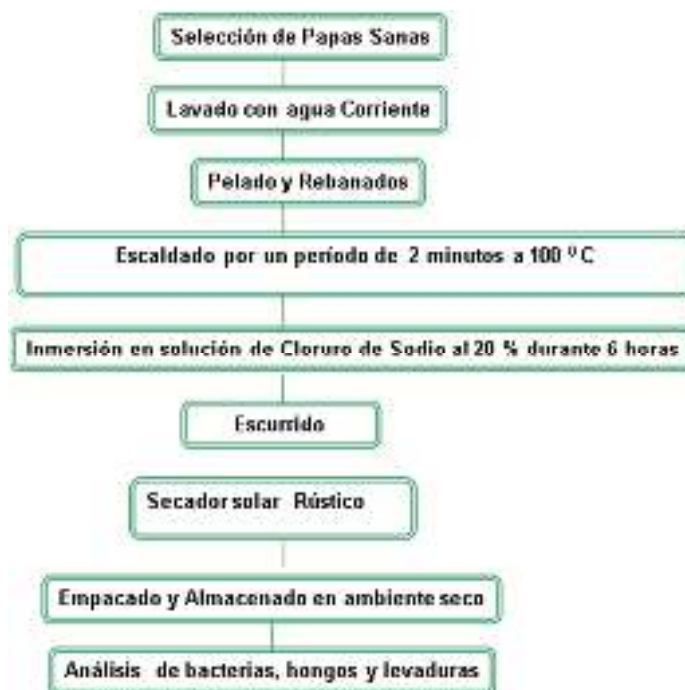 Selección de Papas Sanas
Lavado con agua Corriente
Pelado y Rebanados
Escaldado por un período de 2 minutos a 100 º C
Inmersión en solución de Cloruro de Sodio al 20 % durante 6 horas
Escurrido
Secador solar Rústico
Empacado y Almacenado en ambiente seco
Análisis de bacterias, hongos y levaduras